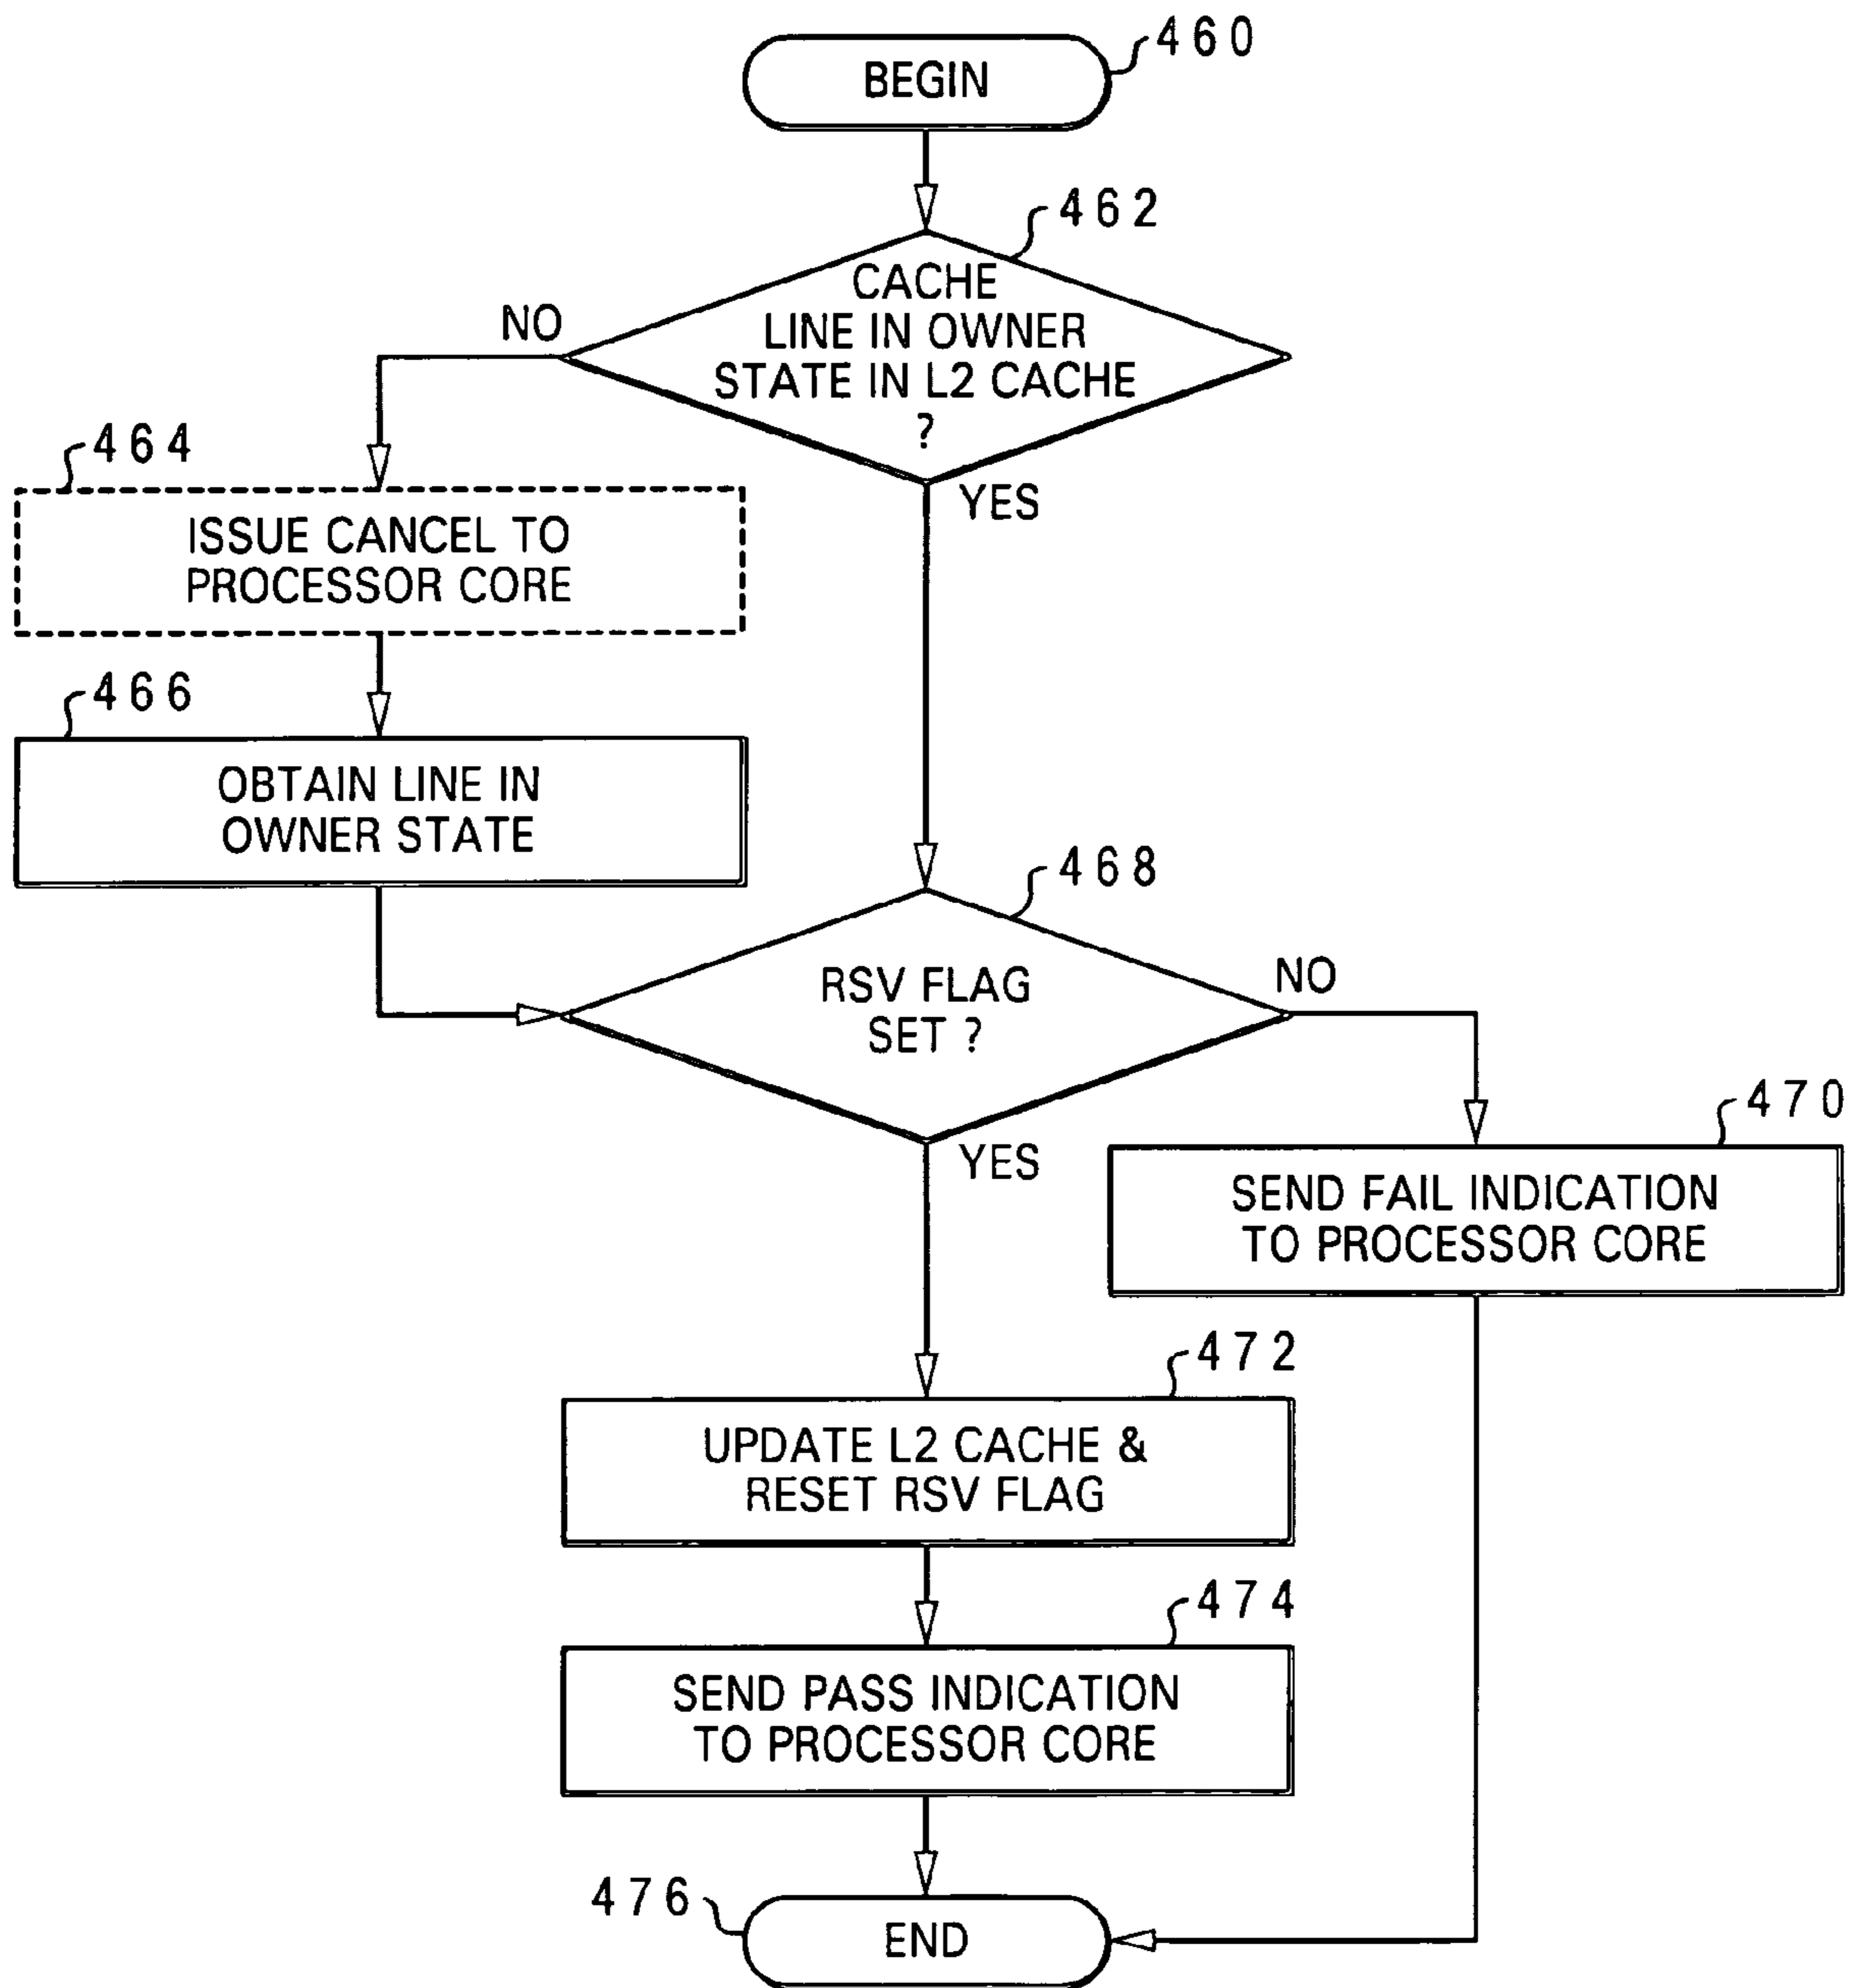 460
BEGIN
462
CACHE
LINE IN OWNER
STATE IN L2 CACHE
?
NO
YES
464
ISSUE CANCEL TO
PROCESSOR CORE
466
OBTAIN LINE IN
OWNER STATE
468
RSV FLAG
SET ?
NO
YES
470
SEND FAIL INDICATION
TO PROCESSOR CORE
472
UPDATE L2 CACHE &
RESET RSV FLAG
474
SEND PASS INDICATION
TO PROCESSOR CORE
476
END